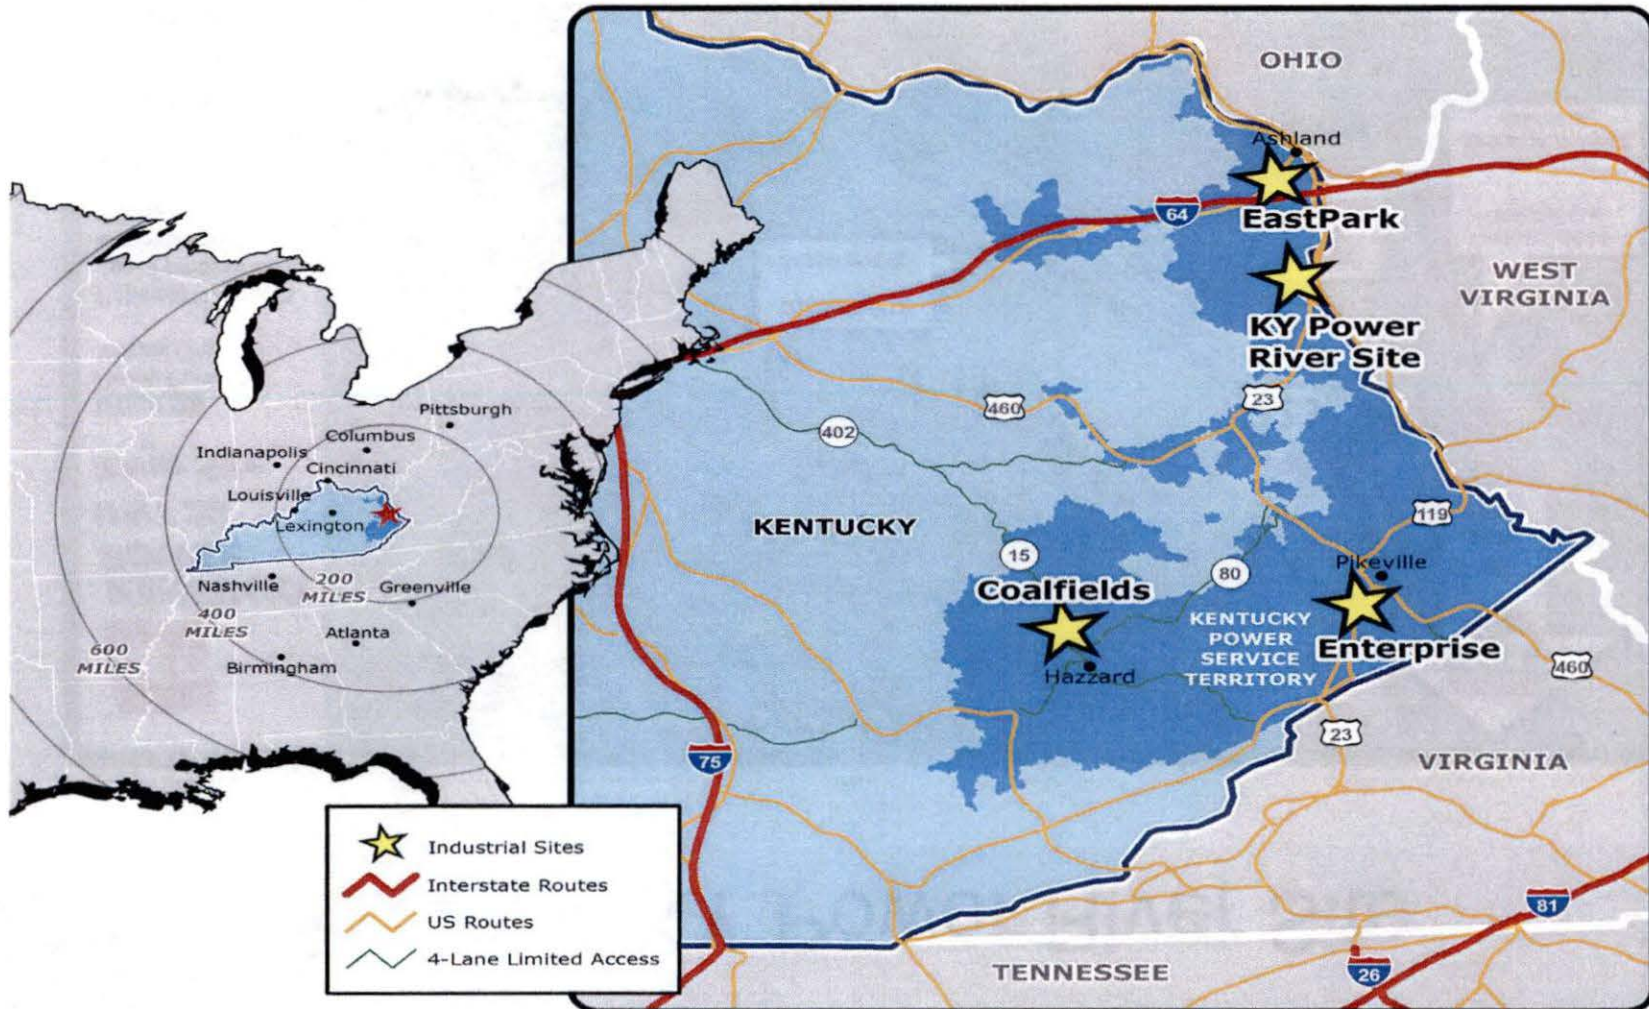 Pittsburgh
Columbus
Indianapolis
Cincinnati
Louisville
Lexington
Nashville
200
MILES
Greenville
400
MILES
Atlanta
600
MILES
Birmingham
OHIO
Ashland
64
EastPark
WEST
VIRGINIA
KY Power
River Site
23
460
402
KENTUCKY
119
15
80
Pikeville
Coalfields
KENTUCKY
POWER
SERVICE
TERRITORY
Enterprise
Hazzard
460
23
75
VIRGINIA
81
TENNESSEE
26
Industrial Sites
Interstate Routes
US Routes
4-Lane Limited Access